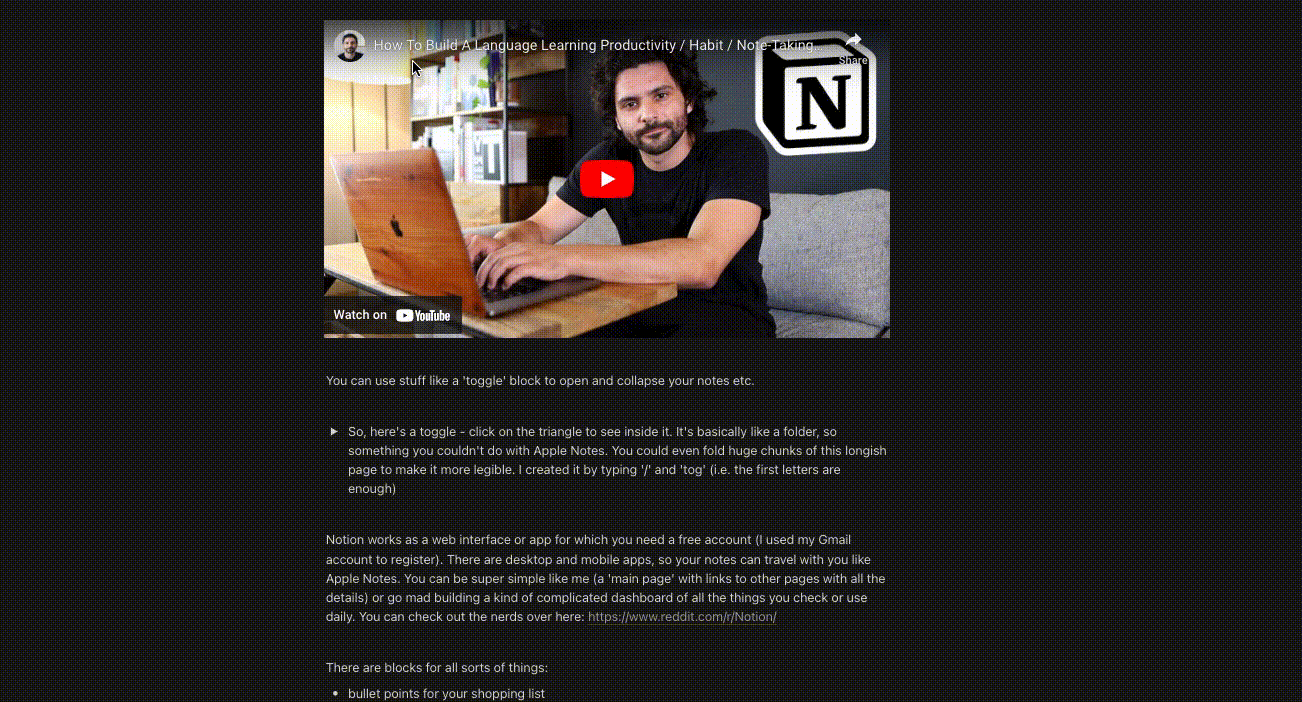 How To Build A Language Learning Productivity / Habit / Note-Taking...
Share
N
Watch on YouTube
You can use stuff like a 'toggle' block to open and collapse your notes etc.
So, here's a toggle - click on the triangle to see inside it. It's basically like a folder, so
something you couldn't do with Apple Notes. You could even fold huge chunks of this longish
page to make it more legible. I created it by typing '/' and 'tog' (i.e. the first letters are
enough)
Notion works as a web interface or app for which you need a free account (I used my Gmail
account to register). There are desktop and mobile apps, so your notes can travel with you like
Apple Notes. You can be super simple like me (a 'main page' with links to other pages with all the
details) or go mad building a kind of complicated dashboard of all the things you check or use
daily. You can check out the nerds over here: https://www.reddit.com/r/Notion/
There are blocks for all sorts of things:
• bullet points for your shopping list